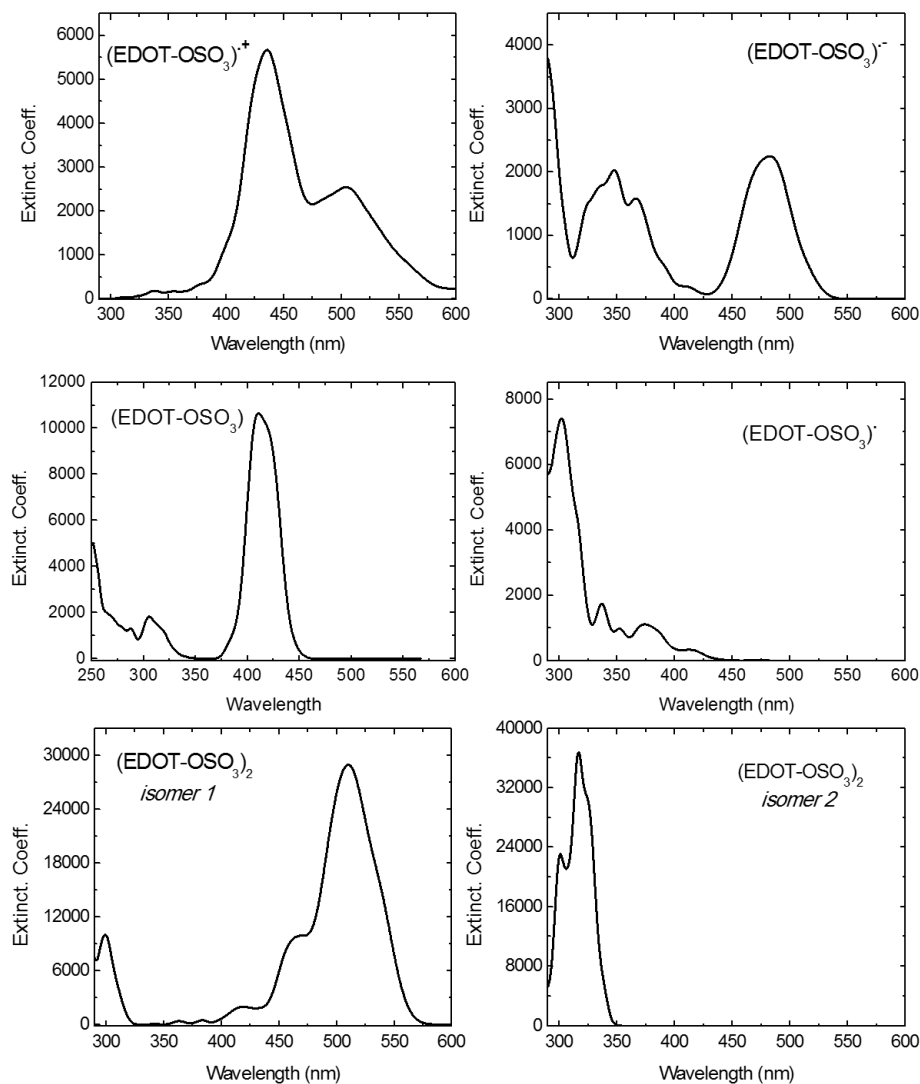 (EDOT-OSO3)·+
Extinct. Coeff.
6000
5000
4000
3000
2000
1000
0
300 350 400 450 500 550 600
Wavelength (nm)
(EDOT-OSO3)·-
Extinct. Coeff.
4000
3000
2000
1000
0
300 350 400 450 500 550 600
Wavelength (nm)
(EDOT-OSO3)
Extinct. Coeff.
12000
10000
8000
6000
4000
2000
0
250 300 350 400 450 500 550 600
Wavelength
(EDOT-OSO3)·
Extinct. Coeff.
8000
6000
4000
2000
0
300 350 400 450 500 550 600
Wavelength (nm)
(EDOT-OSO3)2
isomer 1
Extinct. Coeff.
30000
24000
18000
12000
6000
0
300 350 400 450 500 550 600
Wavelength (nm)
(EDOT-OSO3)2
isomer 2
Extinct. Coeff.
40000
32000
24000
16000
8000
0
300 350 400 450 500 550 600
Wavelength (nm)